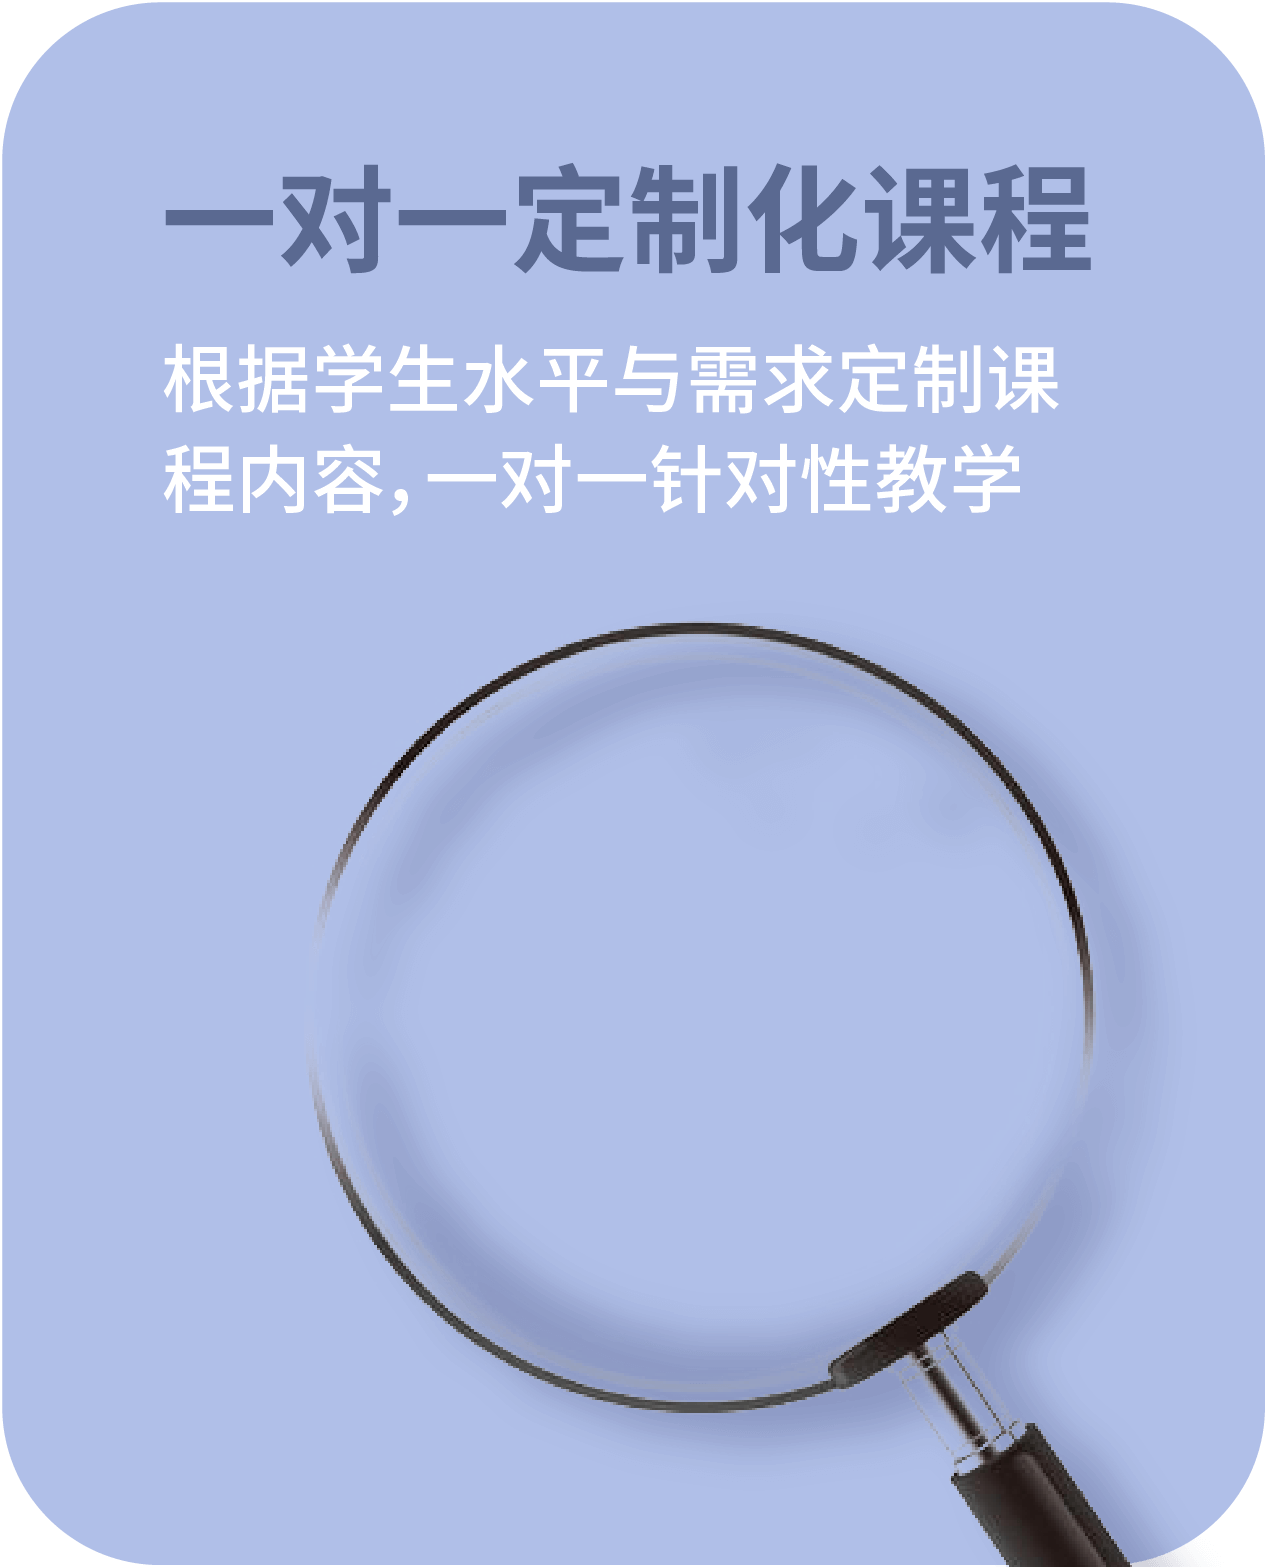 一对一定制化课程
根据学生水平与需求定制课
程内容，一对一针对性教学